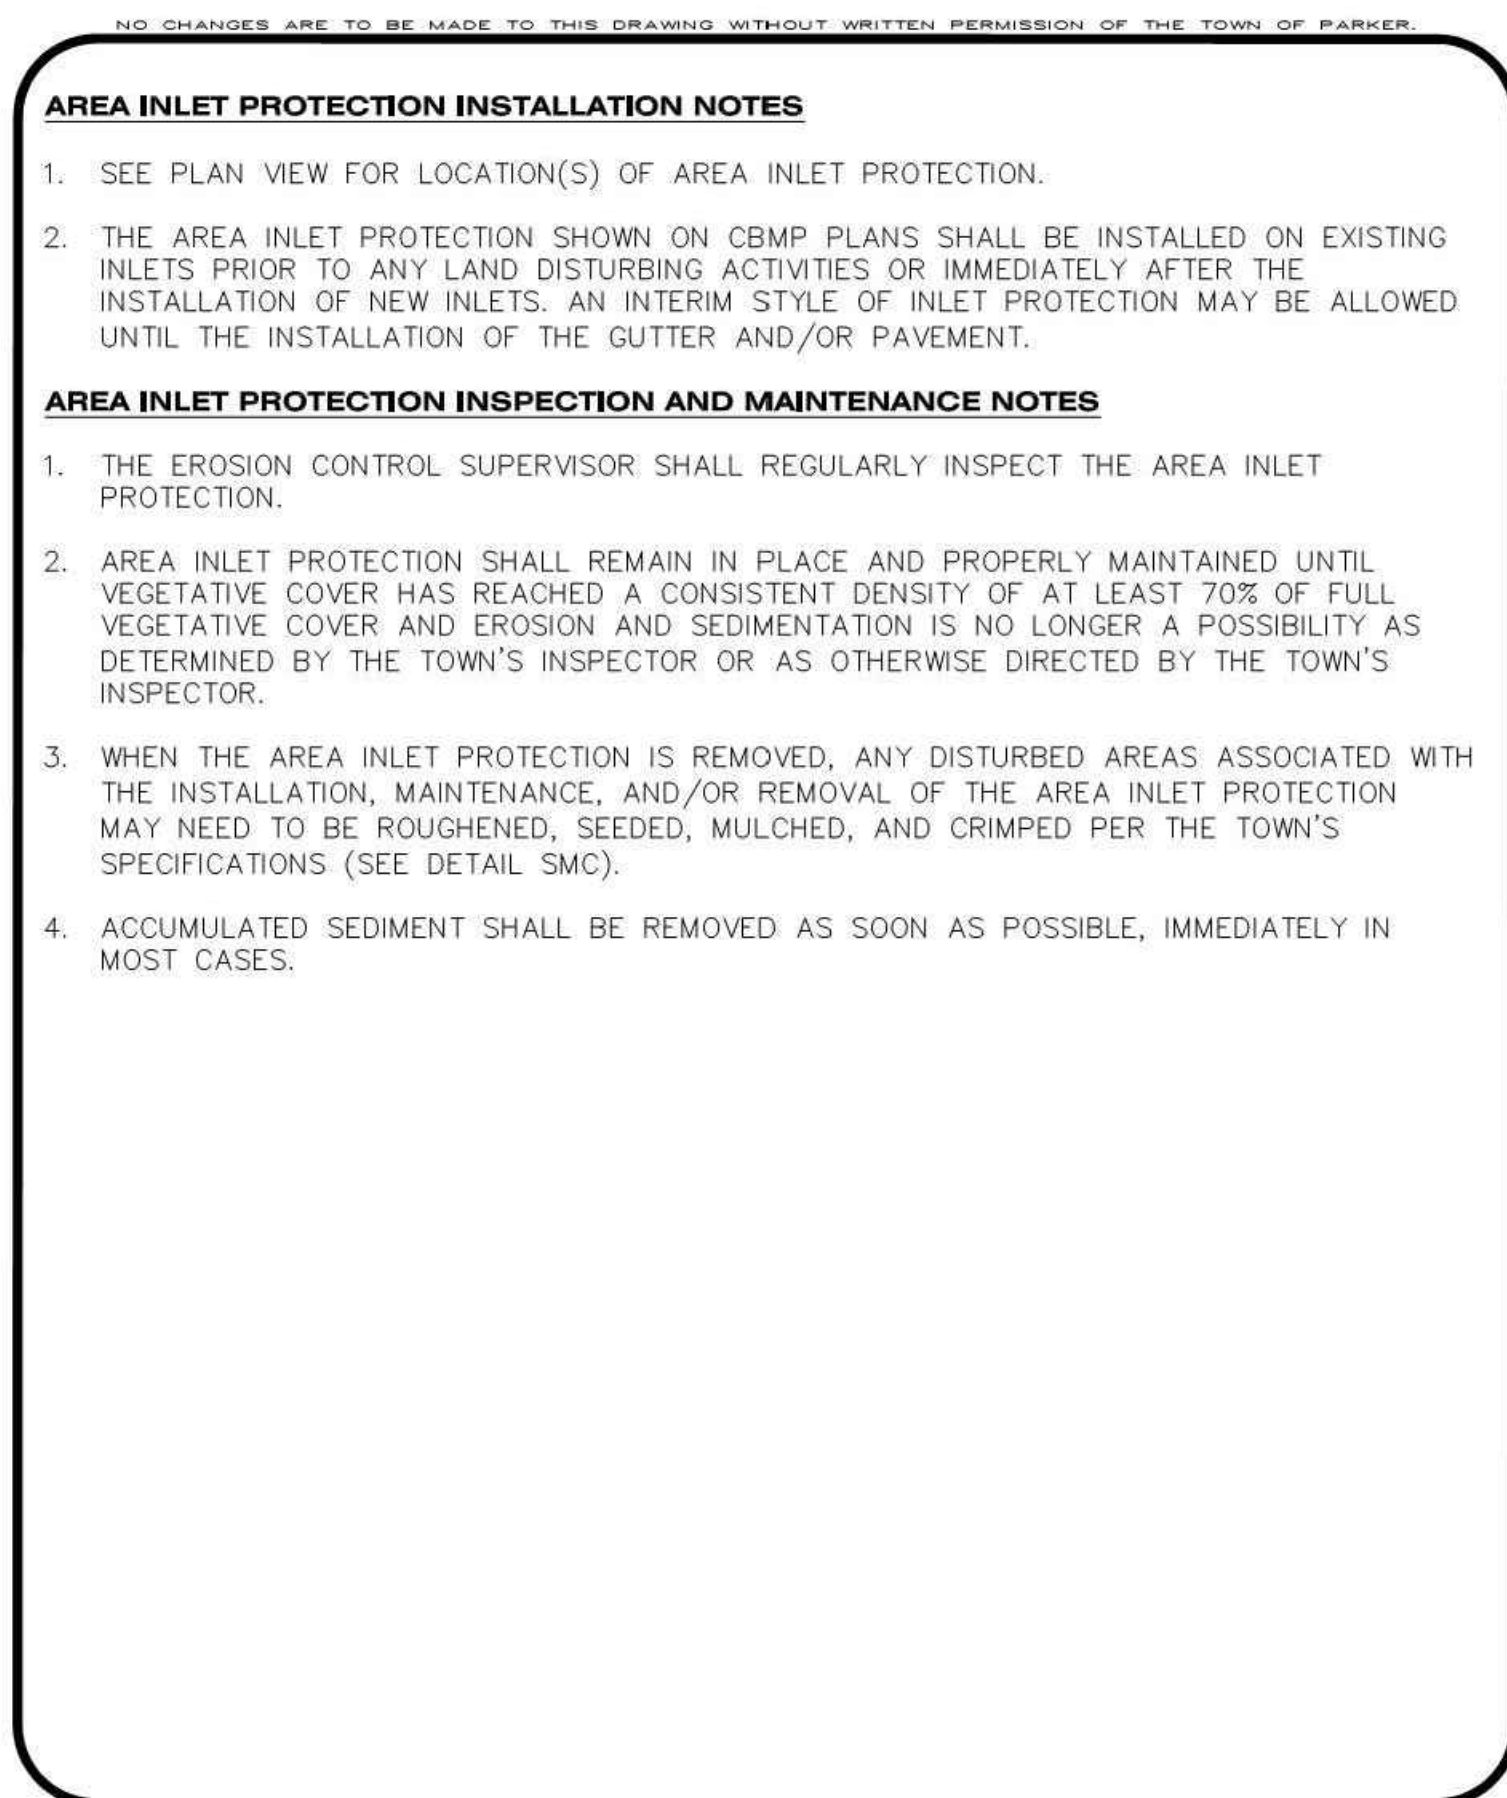 NO CHANGES ARE TO BE MADE TO THIS DRAWING WITHOUT WRITTEN PERMISSION OF THE TOWN OF PARKER.
AREA INLET PROTECTION INSTALLATION NOTES
1. SEE PLAN VIEW FOR LOCATION(S) OF AREA INLET PROTECTION.
2. THE AREA INLET PROTECTION SHOWN ON CBMP PLANS SHALL BE INSTALLED ON EXISTING
INLETS PRIOR TO ANY LAND DISTURBING ACTIVITIES OR IMMEDIATELY AFTER THE
INSTALLATION OF NEW INLETS. AN INTERIM STYLE OF INLET PROTECTION MAY BE ALLOWED
UNTIL THE INSTALLATION OF THE GUTTER AND/OR PAVEMENT.
AREA INLET PROTECTION INSPECTION AND MAINTENANCE NOTES
1. THE EROSION CONTROL SUPERVISOR SHALL REGULARLY INSPECT THE AREA INLET
PROTECTION.
2. AREA INLET PROTECTION SHALL REMAIN IN PLACE AND PROPERLY MAINTAINED UNTIL
VEGETATIVE COVER HAS REACHED A CONSISTENT DENSITY OF AT LEAST 70% OF FULL
VEGETATIVE COVER AND EROSION AND SEDIMENTATION IS NO LONGER A POSSIBILITY AS
DETERMINED BY THE TOWN'S INSPECTOR OR AS OTHERWISE DIRECTED BY THE TOWN'S
INSPECTOR.
3. WHEN THE AREA INLET PROTECTION IS REMOVED, ANY DISTURBED AREAS ASSOCIATED WITH
THE INSTALLATION, MAINTENANCE, AND/OR REMOVAL OF THE AREA INLET PROTECTION
MAY NEED TO BE ROUGHENED, SEEDED, MULCHED, AND CRIMPED PER THE TOWN'S
SPECIFICATIONS (SEE DETAIL SMC).
4. ACCUMULATED SEDIMENT SHALL BE REMOVED AS SOON AS POSSIBLE, IMMEDIATELY IN
MOST CASES.